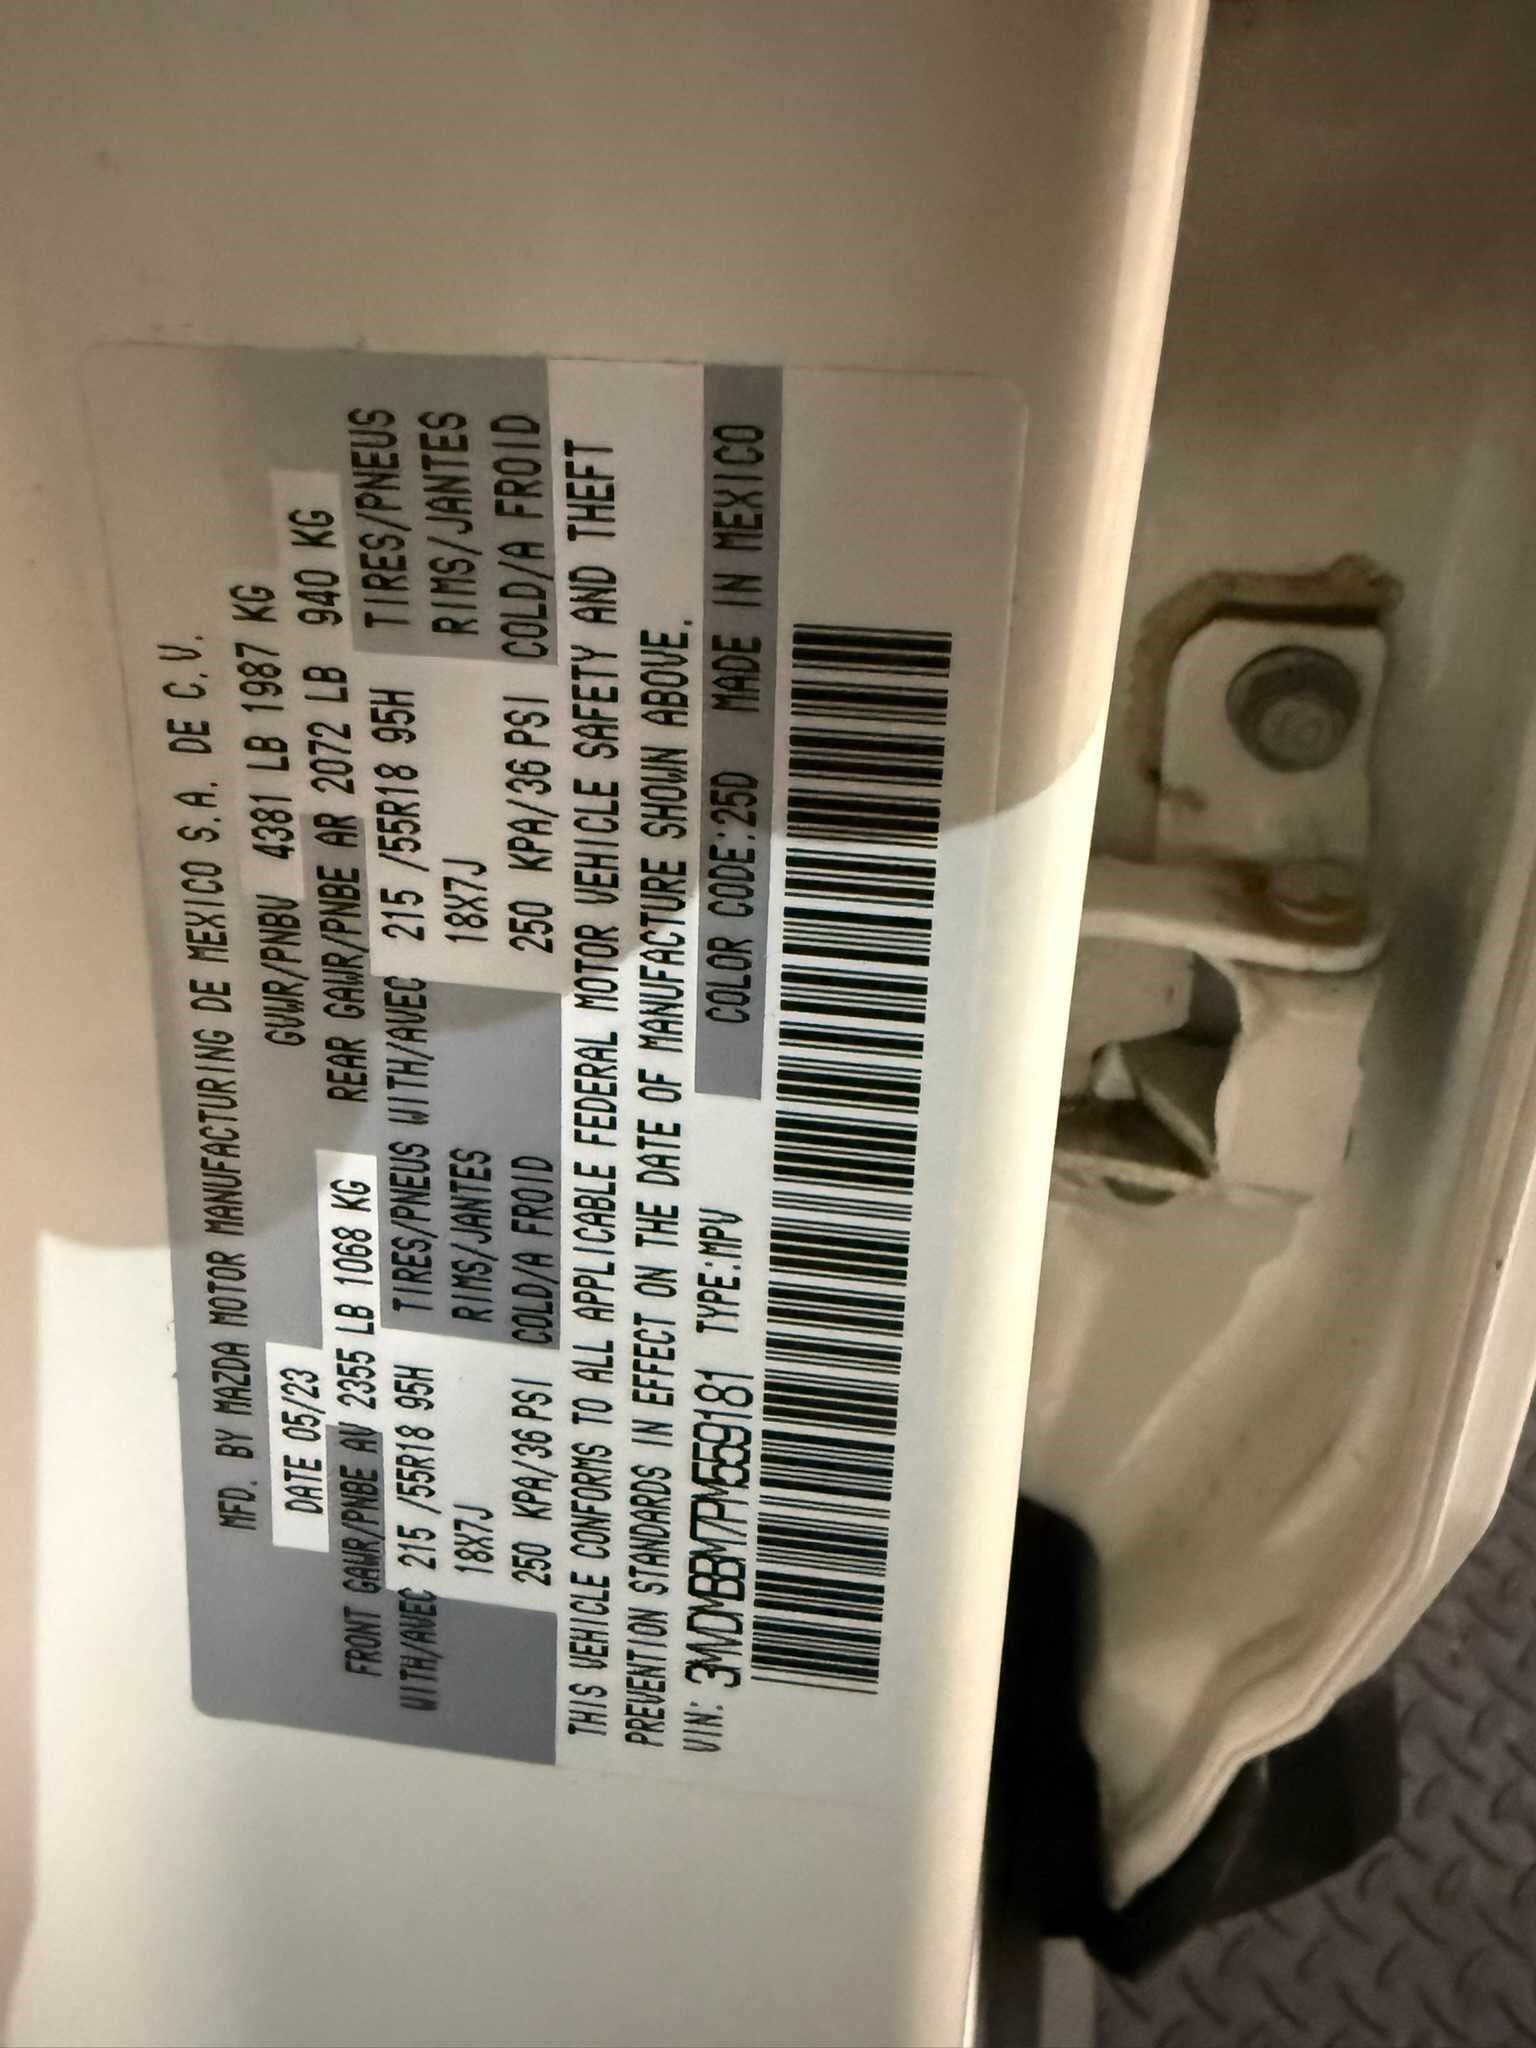 MFD. BY MAZDA MOTOR MANUFACTURING DE MEXICO S.A. DE C.V.
DATE 05/23 GVWR/PNBV 4381 LB 1987 KG
FRONT GAWR/PNBE AV 2355 LB 1068 KG REAR GAWR/PNBE AR 2072 LB 940 KG
WITH/AVEC 215 /55R18 95H TIRES/PNEUS WITH/AVEC 215 /55R18 95H TIRES/PNEUS
18X7J RIMS/JANTES 18X7J RIMS/JANTES
250 KPA/36 PSI COLD/A FROID 250 KPA/36 PSI COLD/A FROID
THIS VEHICLE CONFORMS TO ALL APPLICABLE FEDERAL MOTOR VEHICLE SAFETY AND THEFT
PREVENTION STANDARDS IN EFFECT ON THE DATE OF MANUFACTURE SHOWN ABOVE.
VIN: 3MVDMBBM7PM559181 TYPE:MPV COLOR CODE:25D MADE IN MEXICO